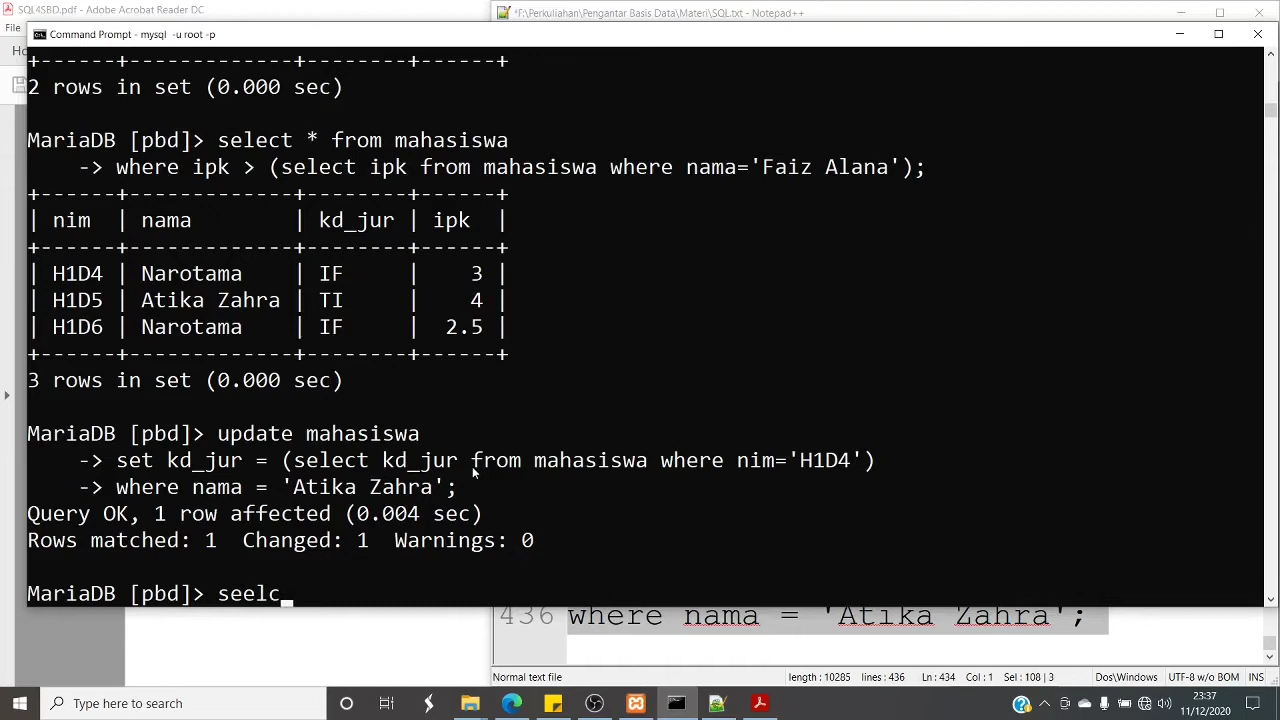 SQL4SBD.pdf - Adobe Acrobat Reader DC
*F:\Perkuliahan\Pengantar Basis Data\Materi\SQL.txt - Notepad++
File
Command Prompt - mysql -u root -p
Ho
+------+-------------+--------+------+
2 rows in set (0.000 sec)
MariaDB [pbd]> select * from mahasiswa
-> where ipk > (select ipk from mahasiswa where nama='Faiz Alana');
+------+-------------+--------+------+
| nim | nama | kd_jur | ipk |
+------+-------------+--------+------+
| H1D4 | Narotama | IF | 3 |
| H1D5 | Atika Zahra | TI | 4 |
| H1D6 | Narotama | IF | 2.5 |
+------+-------------+--------+------+
3 rows in set (0.000 sec)
MariaDB [pbd]> update mahasiswa
-> set kd_jur = (select kd_jur from mahasiswa where nim='H1D4')
-> where nama = 'Atika Zahra';
Query OK, 1 row affected (0.004 sec)
Rows matched: 1 Changed: 1 Warnings: 0
MariaDB [pbd]> seelc
436 where nama = 'Atika Zahra';
Normal text file length : 10285 lines : 436 Ln : 434 Col : 1 Sel : 108 | 3 Dos\Windows UTF-8 w/o BOM INS
Type here to search
23:37
11/12/2020